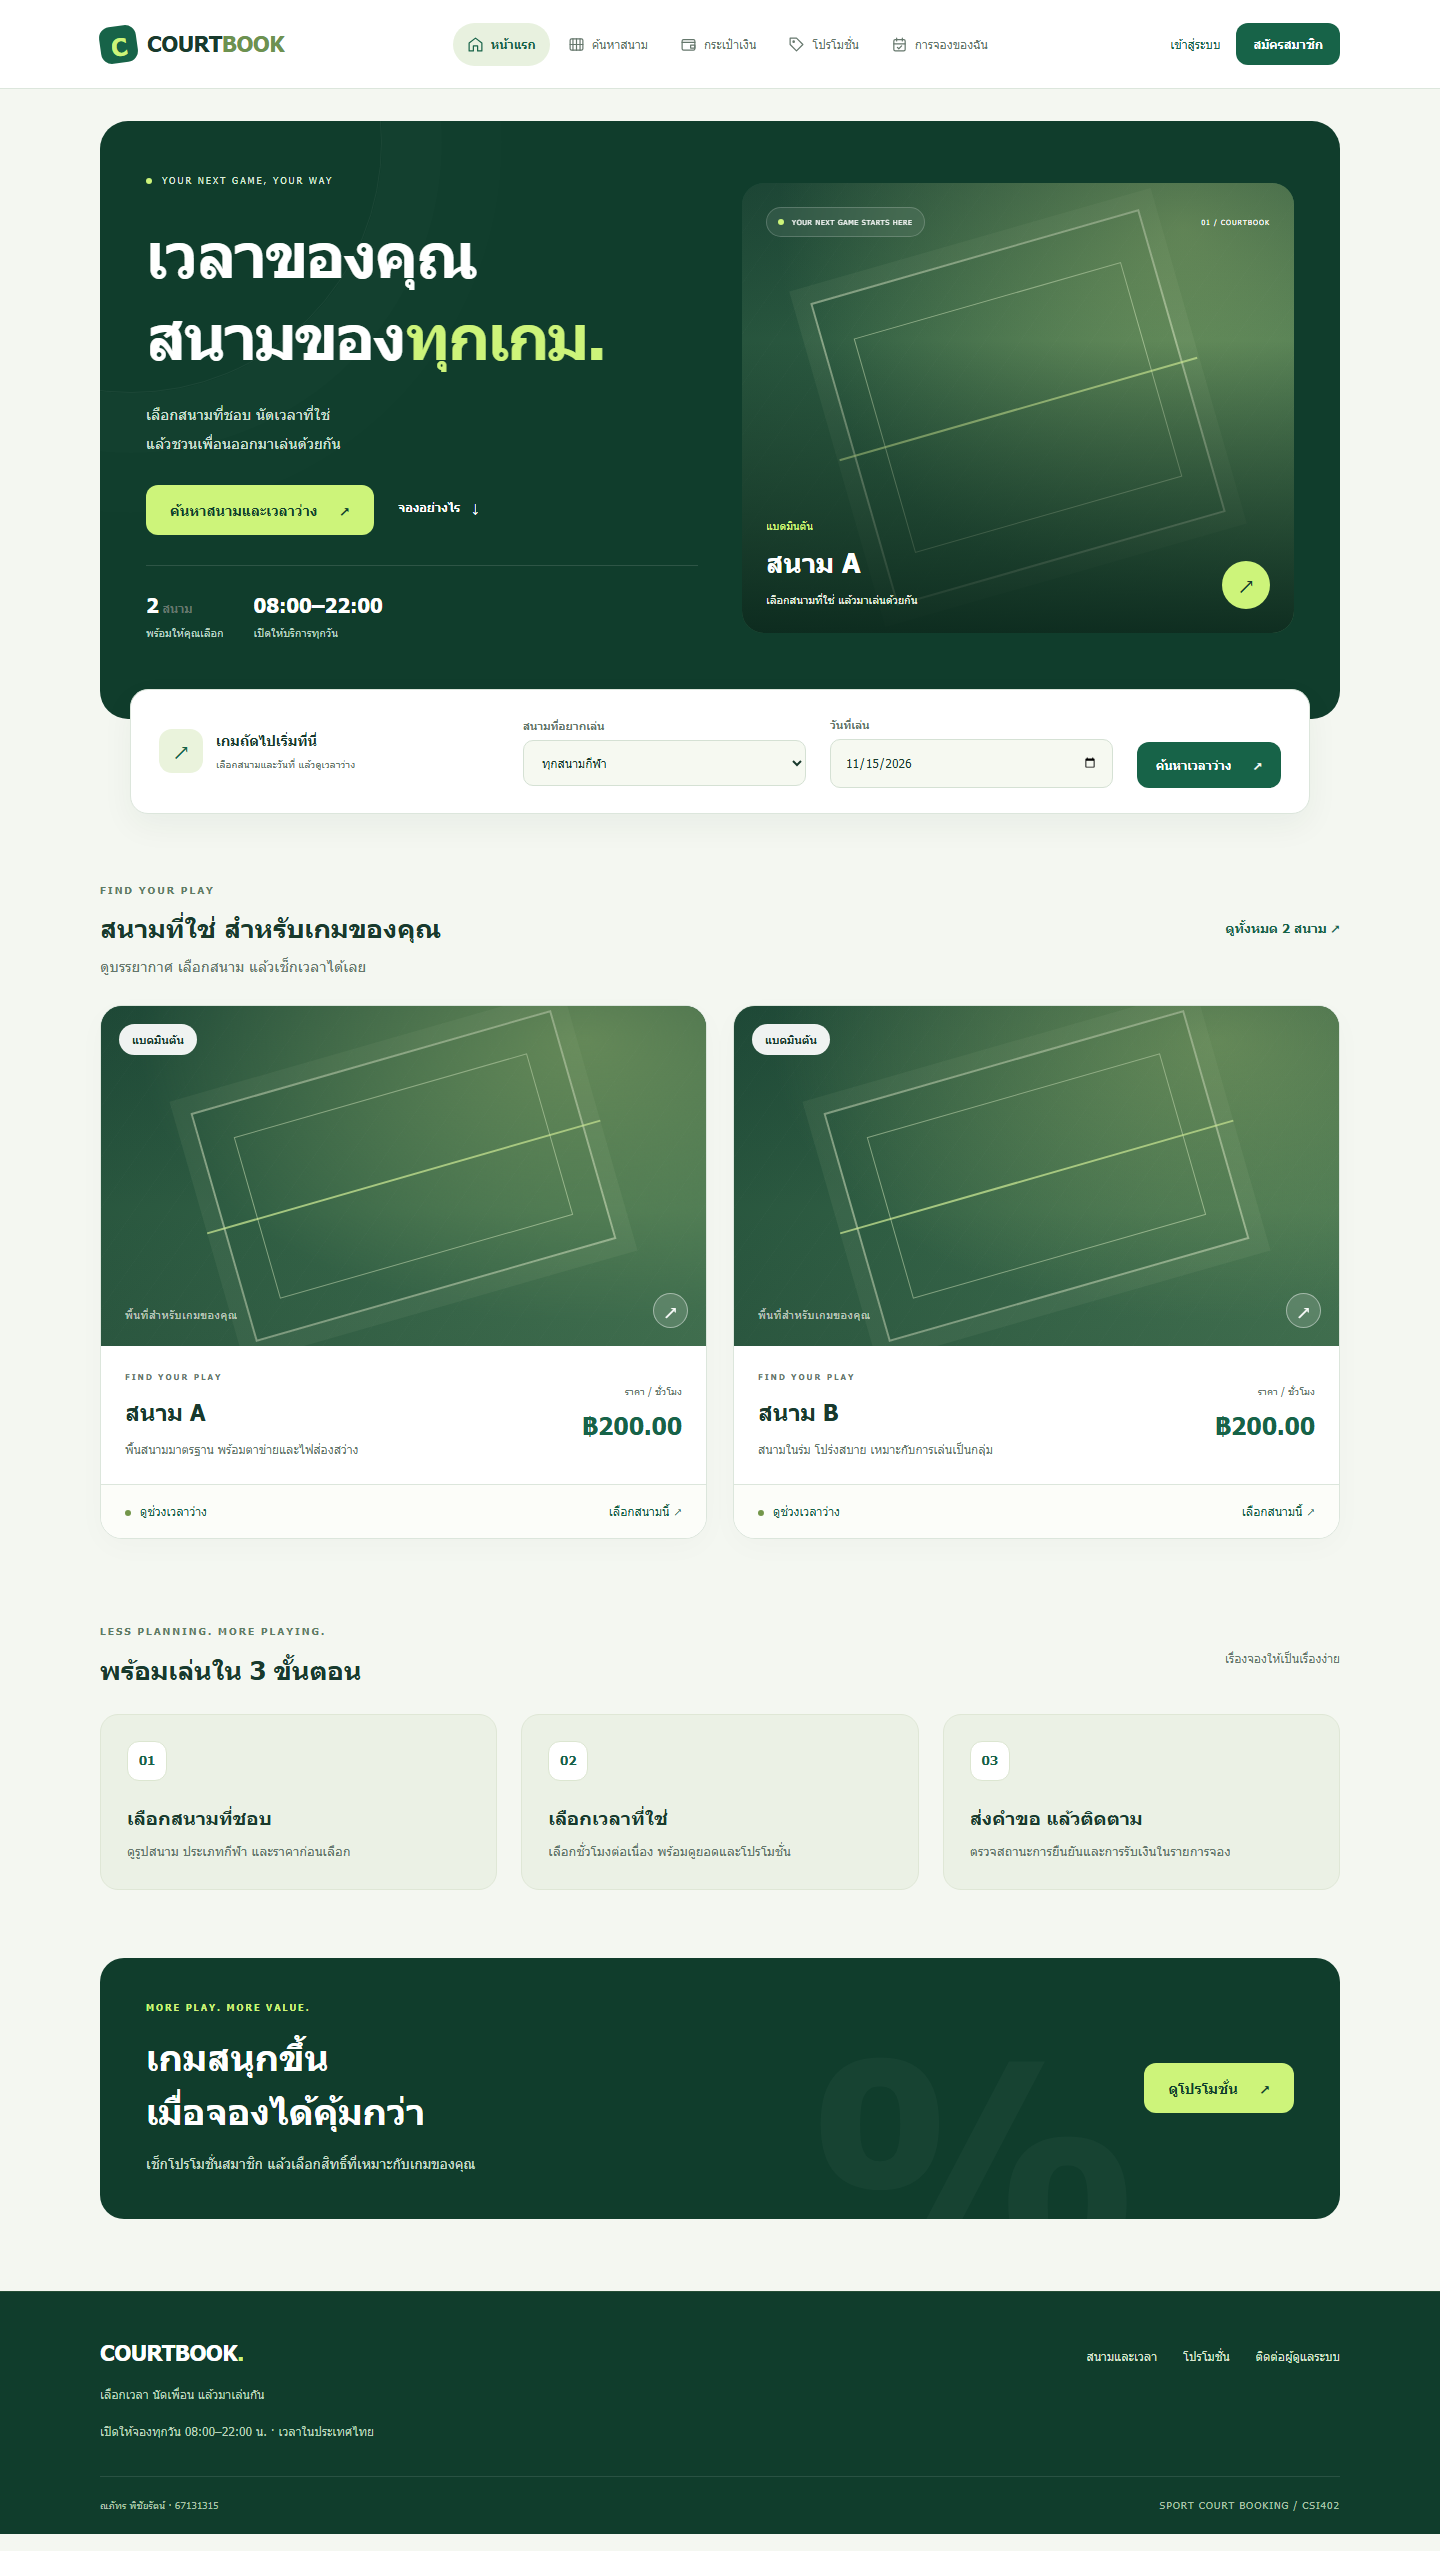 C COURTBOOK
หน้าแรก
ค้นหาสนาม
กระเป๋าเงิน
โปรโมชั่น
การจองของฉัน
เข้าสู่ระบบ
สมัครสมาชิก
YOUR NEXT GAME, YOUR WAY
เวลาของคุณ
สนามของทุกเกม.
เลือกสนามที่ชอบ นัดเวลาที่ใช่
แล้วชวนเพื่อนออกมาเล่นด้วยกัน
ค้นหาสนามและเวลาว่าง ↗
จองอย่างไร ↓
2 สนาม
พร้อมให้คุณเลือก
08:00–22:00
เปิดให้บริการทุกวัน
YOUR NEXT GAME STARTS HERE
01 / COURTBOOK
แบดมินตัน
สนาม A
เลือกสนามที่ใช่ แล้วมาเล่นด้วยกัน
↗
↗
เกมถัดไปเริ่มที่นี่
เลือกสนามและวันที่ แล้วดูเวลาว่าง
สนามที่อยากเล่น
ทุกสนามกีฬา
วันที่เล่น
11/15/2026
ค้นหาเวลาว่าง ↗
FIND YOUR PLAY
สนามที่ใช่ สำหรับเกมของคุณ
ดูบรรยากาศ เลือกสนาม แล้วเช็กเวลาได้เลย
ดูทั้งหมด 2 สนาม ↗
แบดมินตัน
พื้นที่สำหรับเกมของคุณ
↗
FIND YOUR PLAY
สนาม A
พื้นสนามมาตรฐาน พร้อมตาข่ายและไฟส่องสว่าง
ราคา / ชั่วโมง
฿200.00
ดูช่วงเวลาว่าง
เลือกสนามนี้ ↗
แบดมินตัน
พื้นที่สำหรับเกมของคุณ
↗
FIND YOUR PLAY
สนาม B
สนามในร่ม โปร่งสบาย เหมาะกับการเล่นเป็นกลุ่ม
ราคา / ชั่วโมง
฿200.00
ดูช่วงเวลาว่าง
เลือกสนามนี้ ↗
LESS PLANNING. MORE PLAYING.
พร้อมเล่นใน 3 ขั้นตอน
เรื่องจองให้เป็นเรื่องง่าย
01
เลือกสนามที่ชอบ
ดูรูปสนาม ประเภทกีฬา และราคาก่อนเลือก
02
เลือกเวลาที่ใช่
เลือกชั่วโมงต่อเนื่อง พร้อมดูยอดและโปรโมชั่น
03
ส่งคำขอ แล้วติดตาม
ตรวจสถานะการยืนยันและการรับเงินในรายการจอง
MORE PLAY. MORE VALUE.
เกมสนุกขึ้น
เมื่อจองได้คุ้มกว่า
เช็กโปรโมชั่นสมาชิก แล้วเลือกสิทธิ์ที่เหมาะกับเกมของคุณ
%
ดูโปรโมชั่น ↗
COURTBOOK.
เลือกเวลา นัดเพื่อน แล้วมาเล่นกัน
เปิดให้จองทุกวัน 08:00–22:00 น. · เวลาในประเทศไทย
สนามและเวลา
โปรโมชั่น
ติดต่อผู้ดูแลระบบ
ณภัทร พิชัยรัตน์ · 67131315
SPORT COURT BOOKING / CSI402